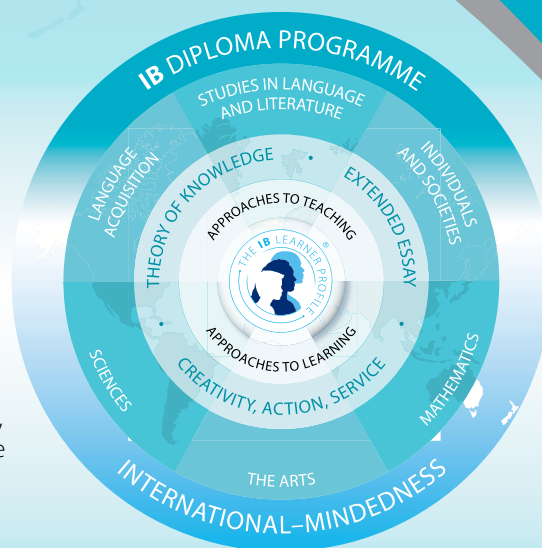 IB DIPLOMA PROGRAMME
STUDIES IN LANGUAGE
AND LITERATURE
LANGUAGE
ACQUISITION
INDIVIDUALS
AND SOCIETIES
THEORY OF KNOWLEDGE
EXTENDED ESSAY
APPROACHES TO TEACHING
THE IB LEARNER PROFILE
®
APPROACHES TO LEARNING
CREATIVITY, ACTION, SERVICE
SCIENCES
MATHEMATICS
THE ARTS
INTERNATIONAL–MINDEDNESS